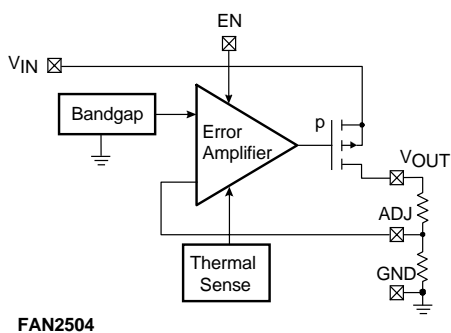 EN
VIN
Bandgap
Error
Amplifier
p
VOUT
ADJ
Thermal
Sense
GND
FAN2504